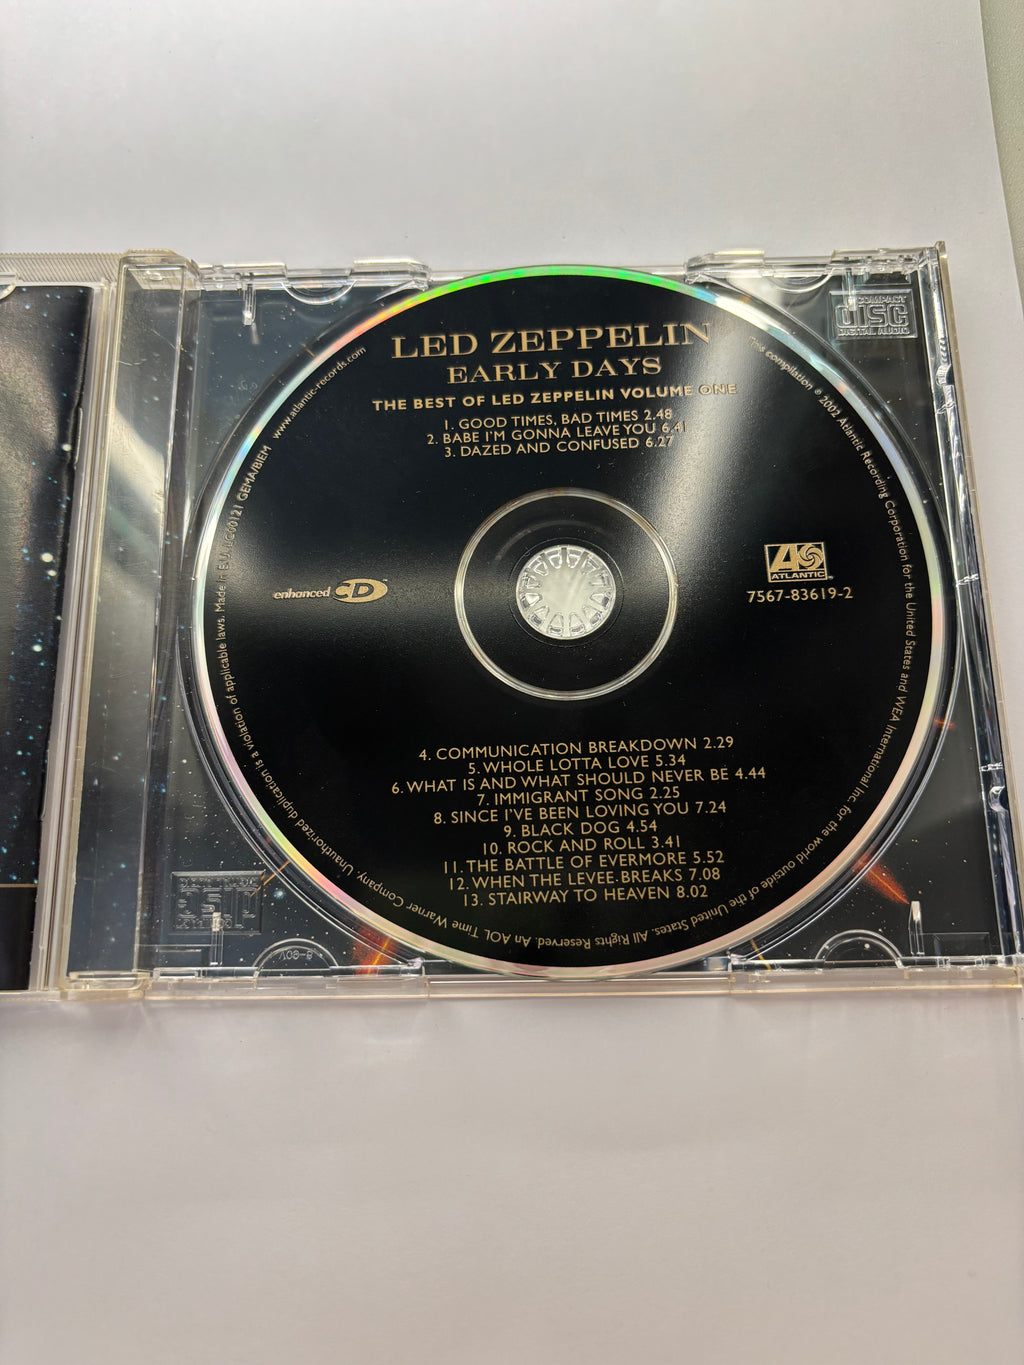 LED ZEPPELIN
EARLY DAYS
THE BEST OF LED ZEPPELIN VOLUME ONE
1. GOOD TIMES, BAD TIMES 2.48
2. BABE I'M GONNA LEAVE YOU 6.41
3. DAZED AND CONFUSED 6.27
enhanced CD™
ATLANTIC™
7567-83619-2
4. COMMUNICATION BREAKDOWN 2.29
5. WHOLE LOTTA LOVE 5.34
6. WHAT IS AND WHAT SHOULD NEVER BE 4.44
7. IMMIGRANT SONG 2.25
8. SINCE I'VE BEEN LOVING YOU 7.24
9. BLACK DOG 4.54
10. ROCK AND ROLL 3.41
11. THE BATTLE OF EVERMORE 5.52
12. WHEN THE LEVEE BREAKS 7.08
13. STAIRWAY TO HEAVEN 8.02
This compilation ℗ 2002 Atlantic Recording Corporation for the United States and WEA International Inc. for the world outside of the United States. All Rights Reserved. An AOL Time Warner Company. Unauthorized duplication is a violation of applicable laws. Made in E.U. LC00121 GEMA/BIEM www.atlantic-records.com
COMPACT
disc
DIGITAL AUDIO